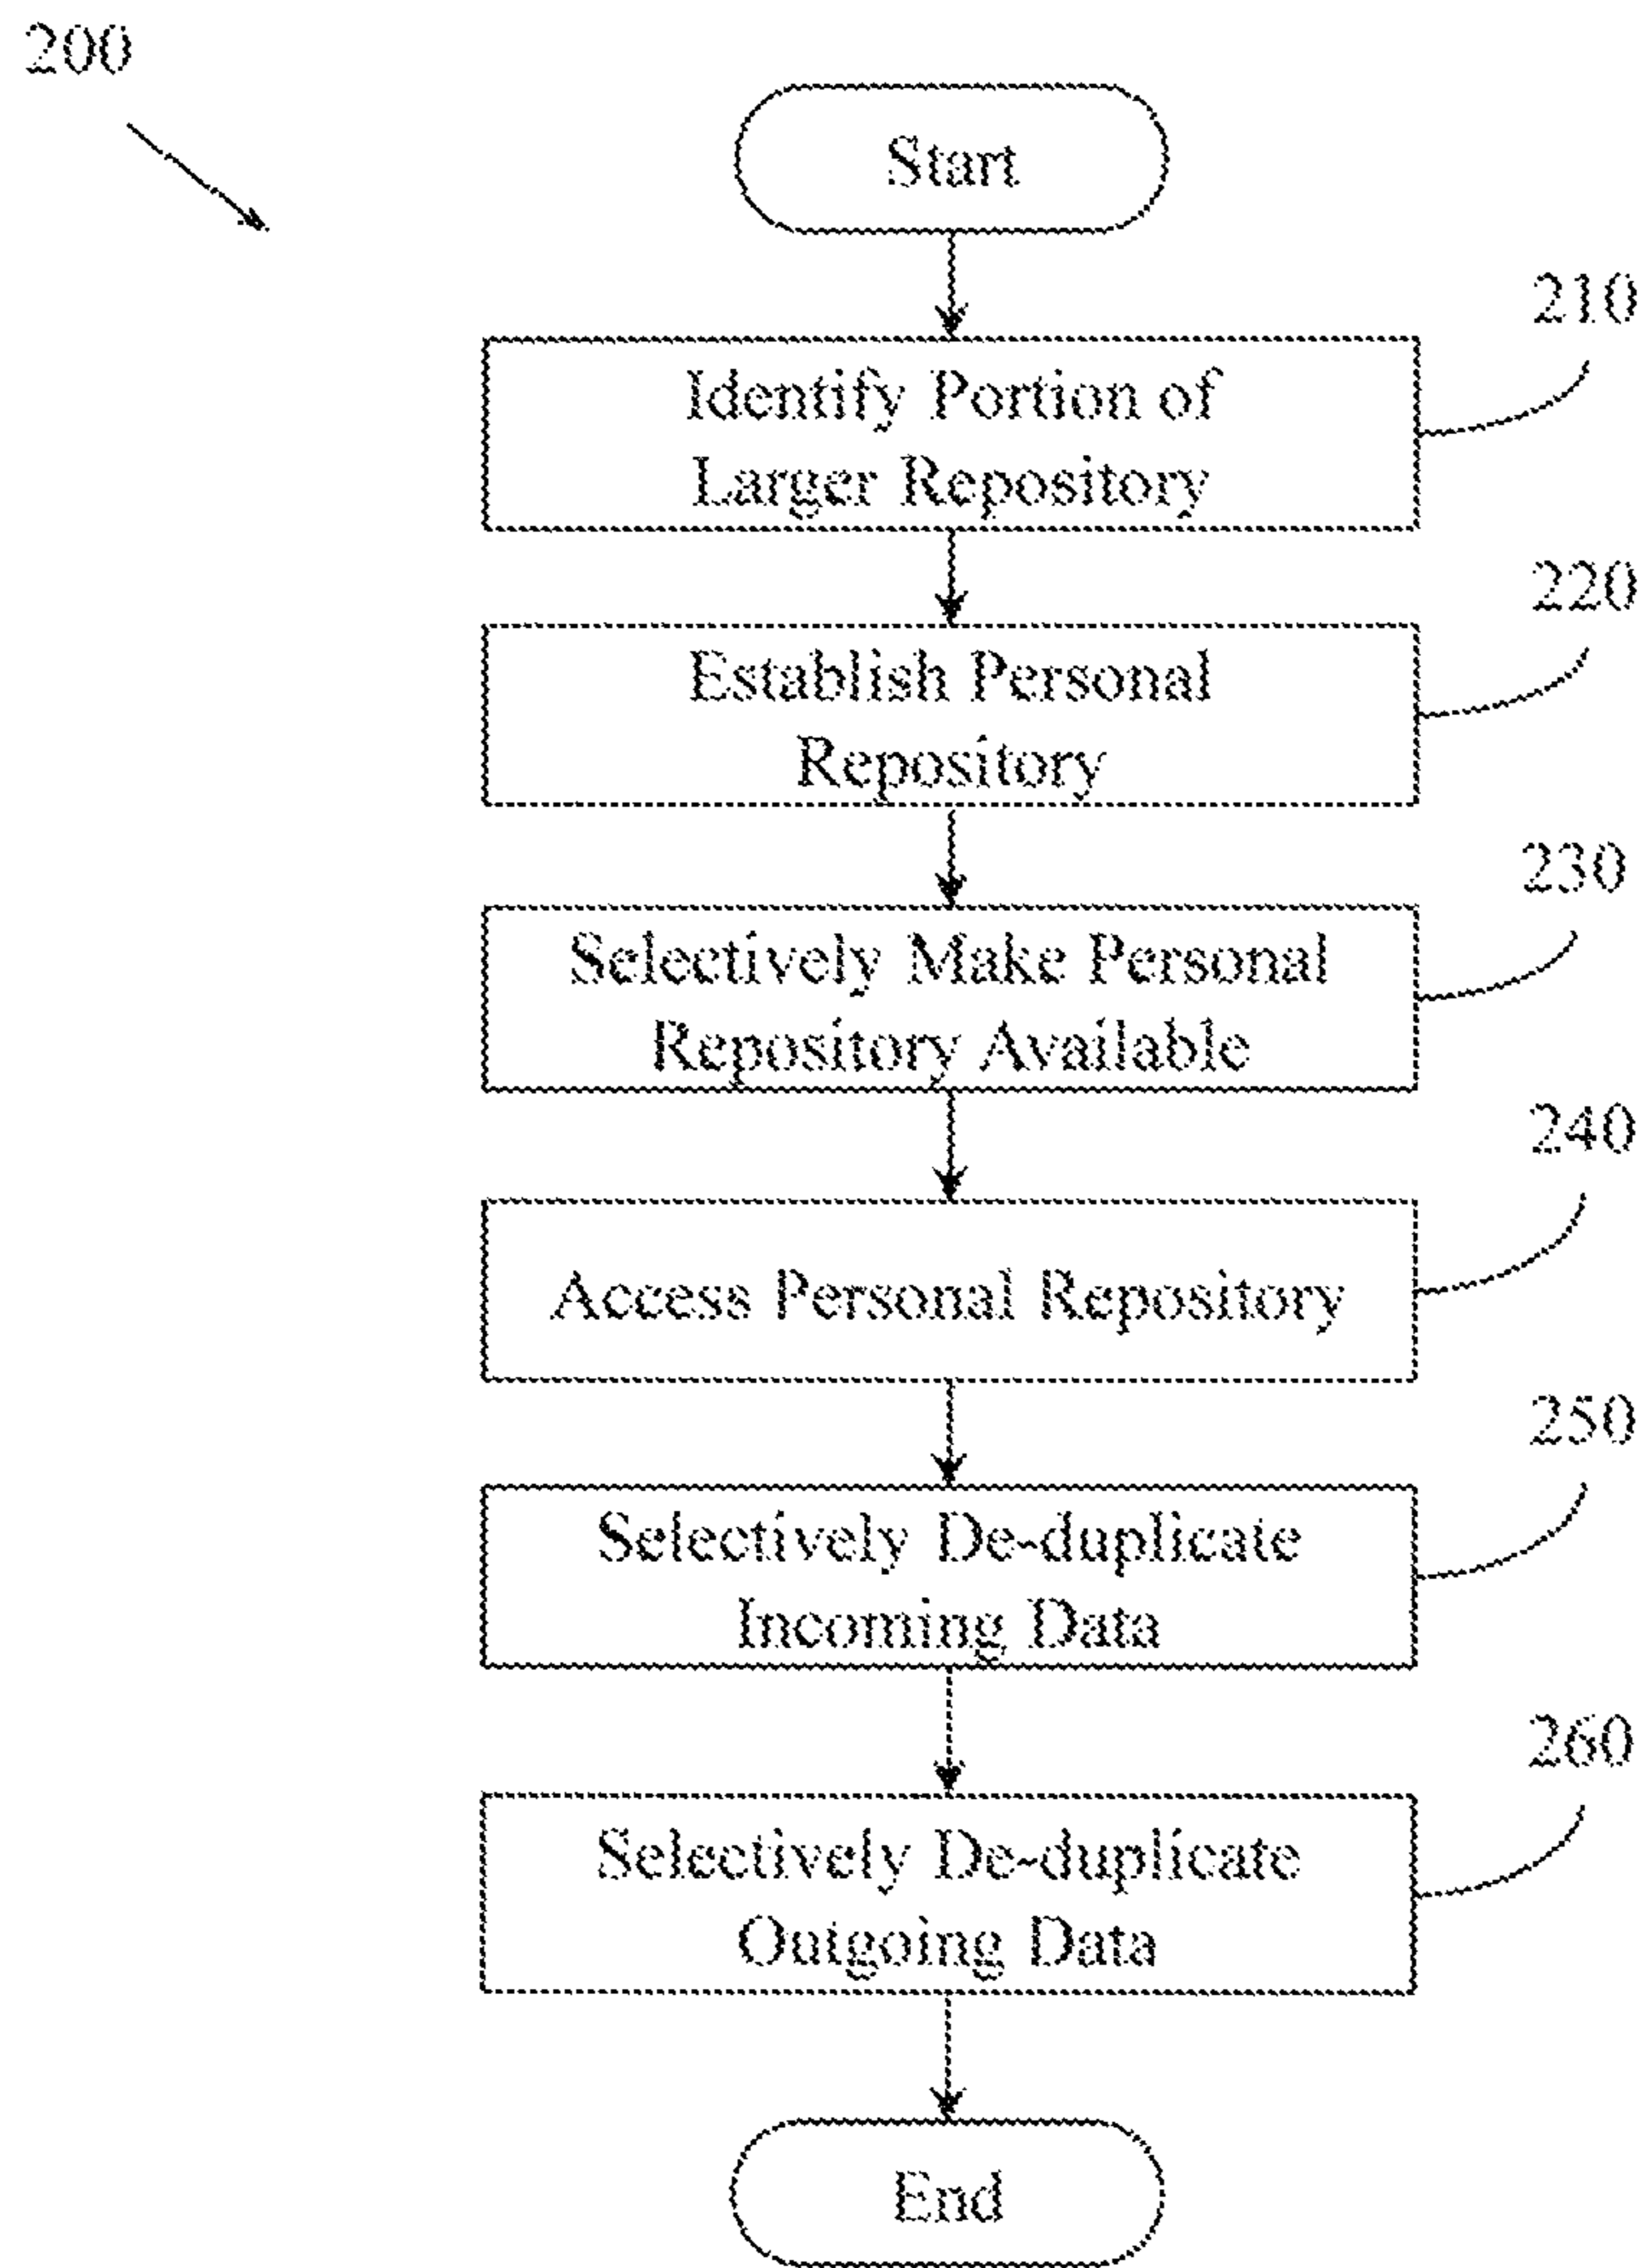 200
Start
210
Identify Portion of
Larger Repository
220
Establish Personal
Repository
230
Selectively Make Personal
Repository Available
240
Access Personal Repository
250
Selectively De-duplicate
Incoming Data
260
Selectively De-duplicate
Outgoing Data
End